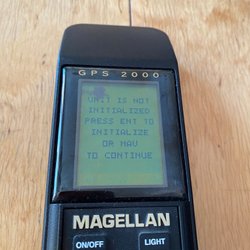 GPS 2000
UNIT IS NOT
INITIALIZED
PRESS ENT TO
INITIALIZE
OR NAV
TO CONTINUE
MAGELLAN
ON/OFF LIGHT